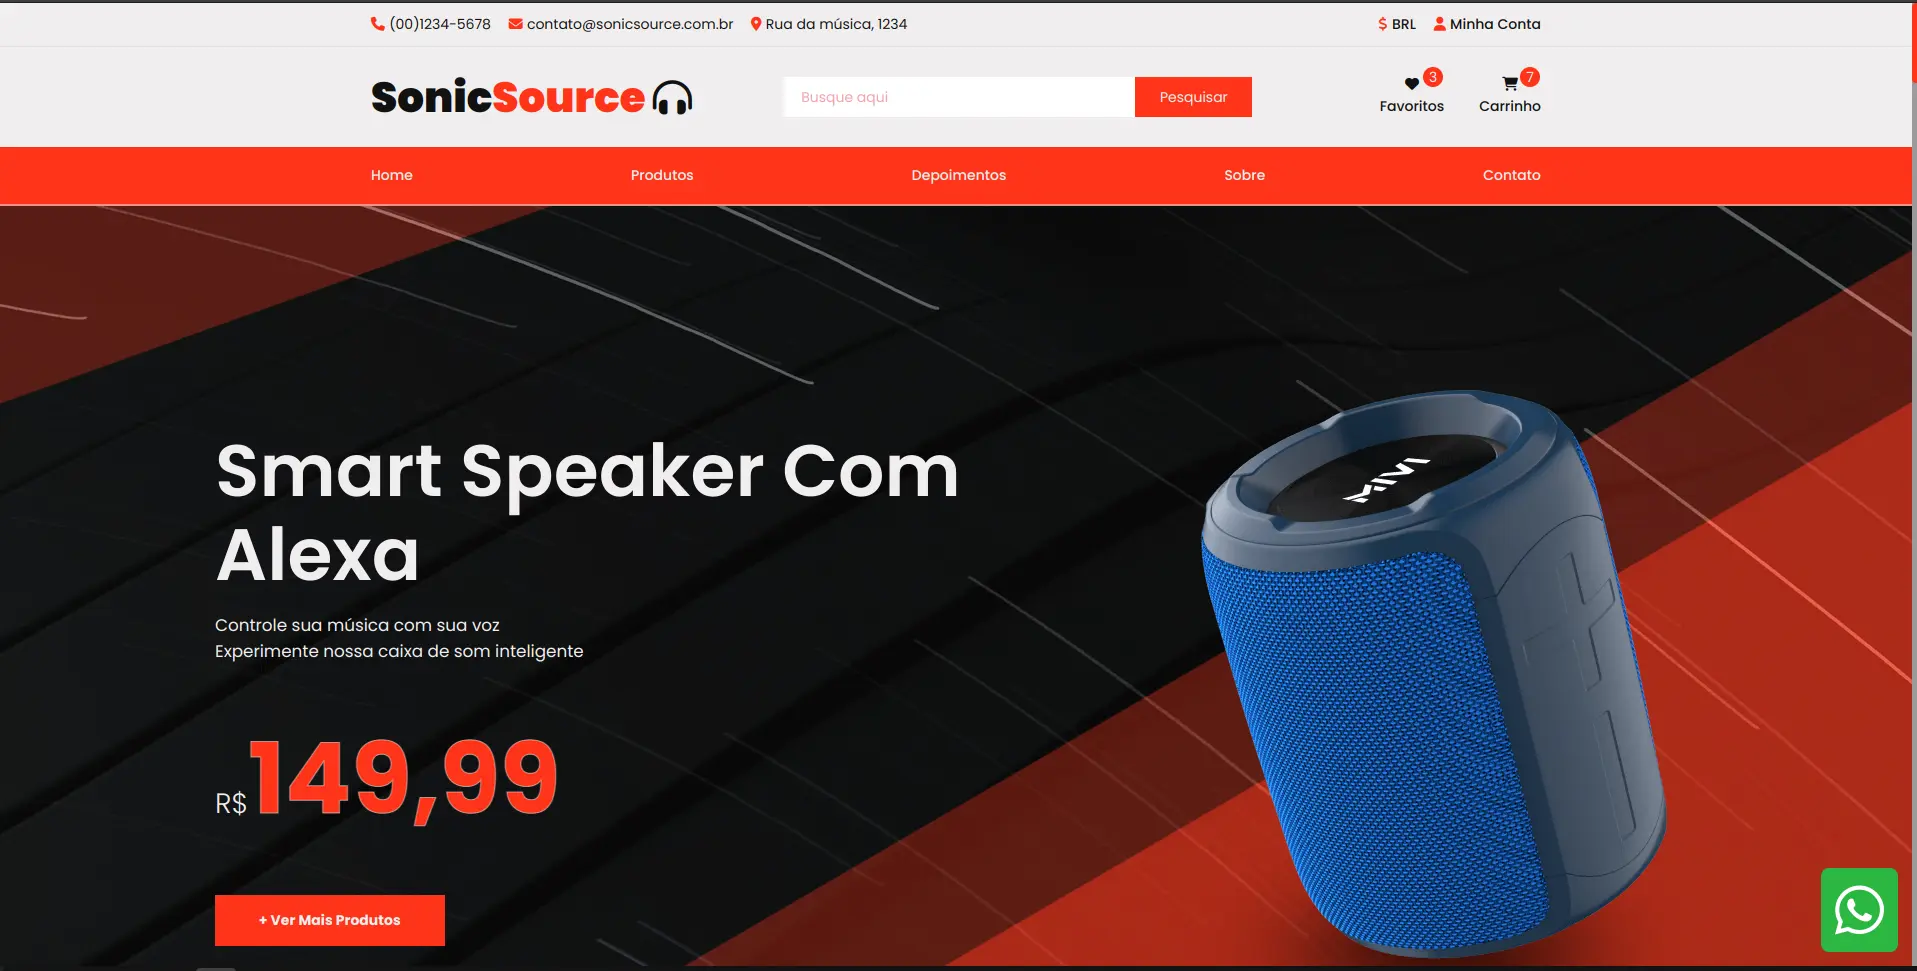 (00)1234-5678 contato@sonicsource.com.br Rua da música, 1234 $ BRL Minha Conta
SonicSource
Busque aqui Pesquisar
3 7
Favoritos Carrinho
Home Produtos Depoimentos Sobre Contato
Smart Speaker Com
Alexa
Controle sua música com sua voz
Experimente nossa caixa de som inteligente
R$149,99
+ Ver Mais Produtos